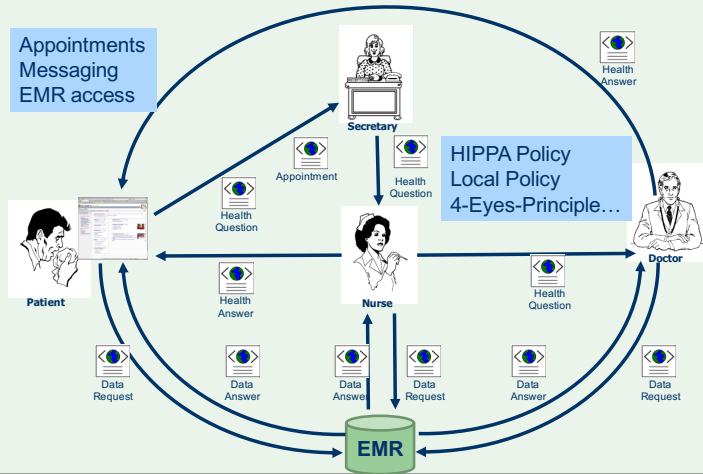 Appointments
Messaging
EMR access
Health
Answer
Secretary
HIPPA Policy
Local Policy
4-Eyes-Principle…
Appointment
Health
Question
Health
Question
Patient
Health
Answer
Nurse
Health
Question
Doctor
Data
Request
Data
Answer
Data
Answer
Data
Request
Data
Answer
Data
Request
EMR